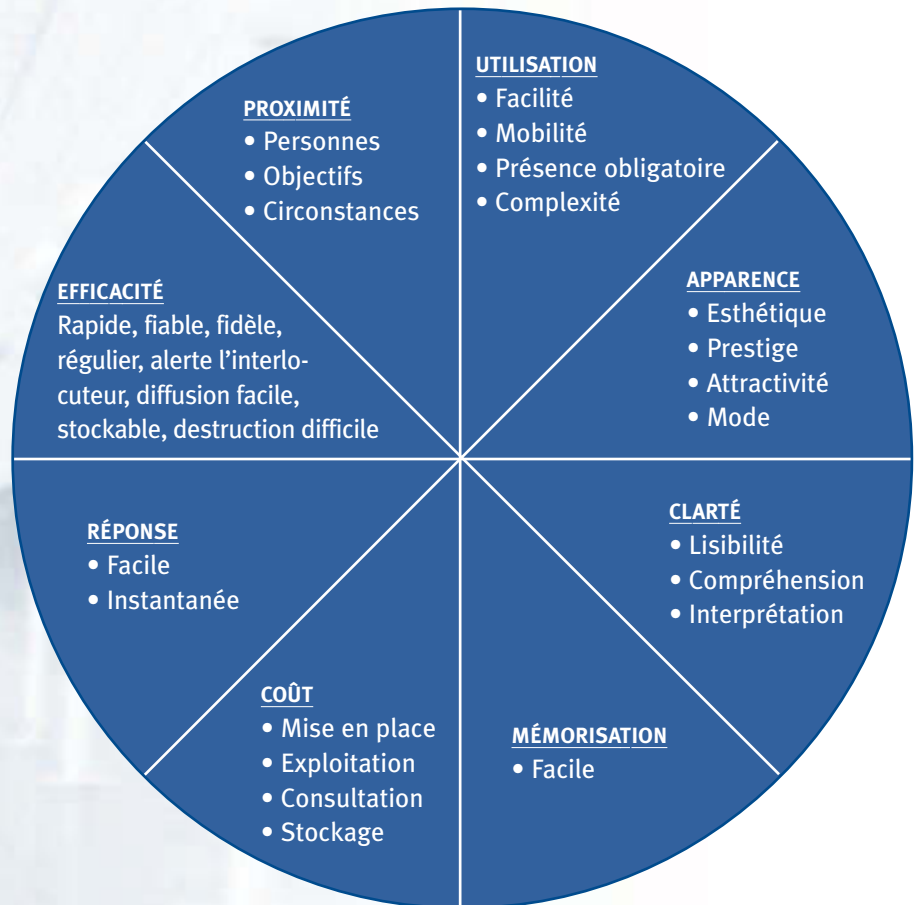 UTILISATION
• Facilité
• Mobilité
• Présence obligatoire
• Complexité
APPARENCE
• Esthétique
• Prestige
• Attractivité
• Mode
CLARTÉ
• Lisibilité
• Compréhension
• Interprétation
MÉMORISATION
• Facile
COÛT
• Mise en place
• Exploitation
• Consultation
• Stockage
RÉPONSE
• Facile
• Instantanée
EFFICACITÉ
Rapide, fiable, fidèle,
régulier, alerte l’interlo-
cuteur, diffusion facile,
stockable, destruction difficile
PROXIMITÉ
• Personnes
• Objectifs
• Circonstances